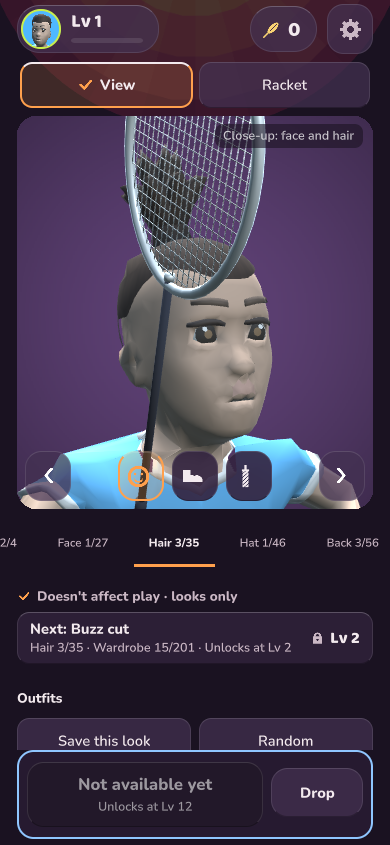 Lv 1
0
View
Racket
Close-up: face and hair
2/4
Face 1/27
Hair 3/35
Hat 1/46
Back 3/56
Doesn't affect play · looks only
Next: Buzz cut
Hair 3/35 · Wardrobe 15/201 · Unlocks at Lv 2
Lv 2
Outfits
Save this look
Random
Not available yet
Unlocks at Lv 12
Drop